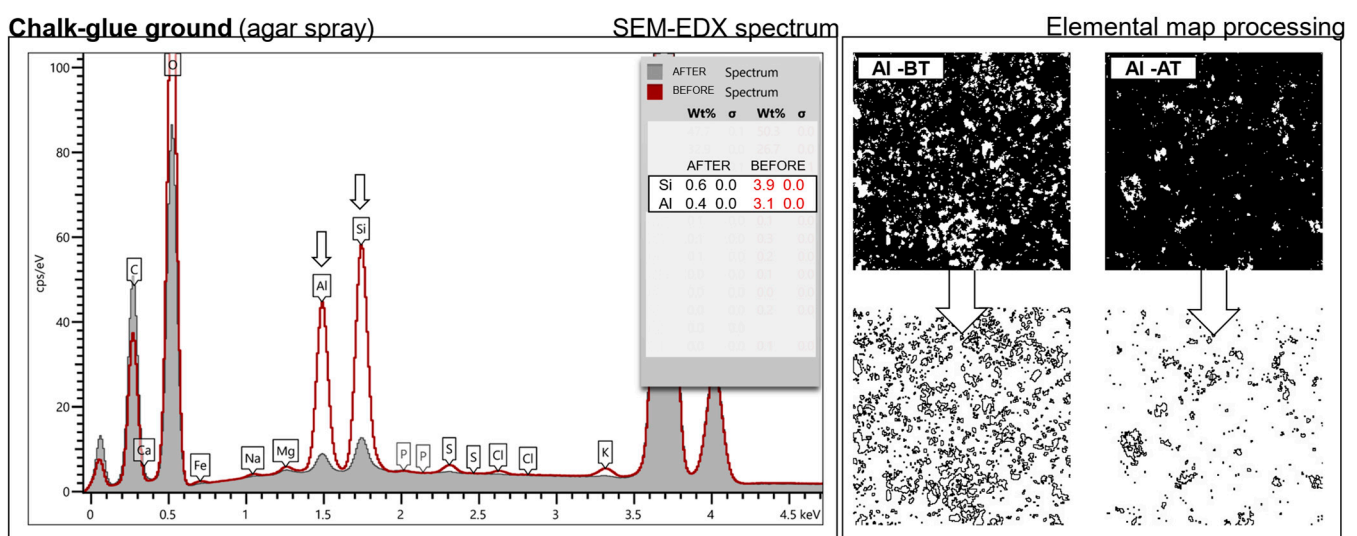 Chalk-glue ground (agar spray) SEM-EDX spectrum Elemental map processing
AFTER Spectrum
BEFORE Spectrum
Wt% σ Wt% σ
AFTER BEFORE
Si 0.6 0.0 3.9 0.0
Al 0.4 0.0 3.1 0.0
cps/eV
100
80
60
40
20
0
C
Ca
O
Fe
Na
Mg
Al
Si
P
P
S
S
Cl
Cl
K
0 0.5 1 1.5 2 2.5 3 3.5 4 4.5 keV
Al -BT
Al -AT